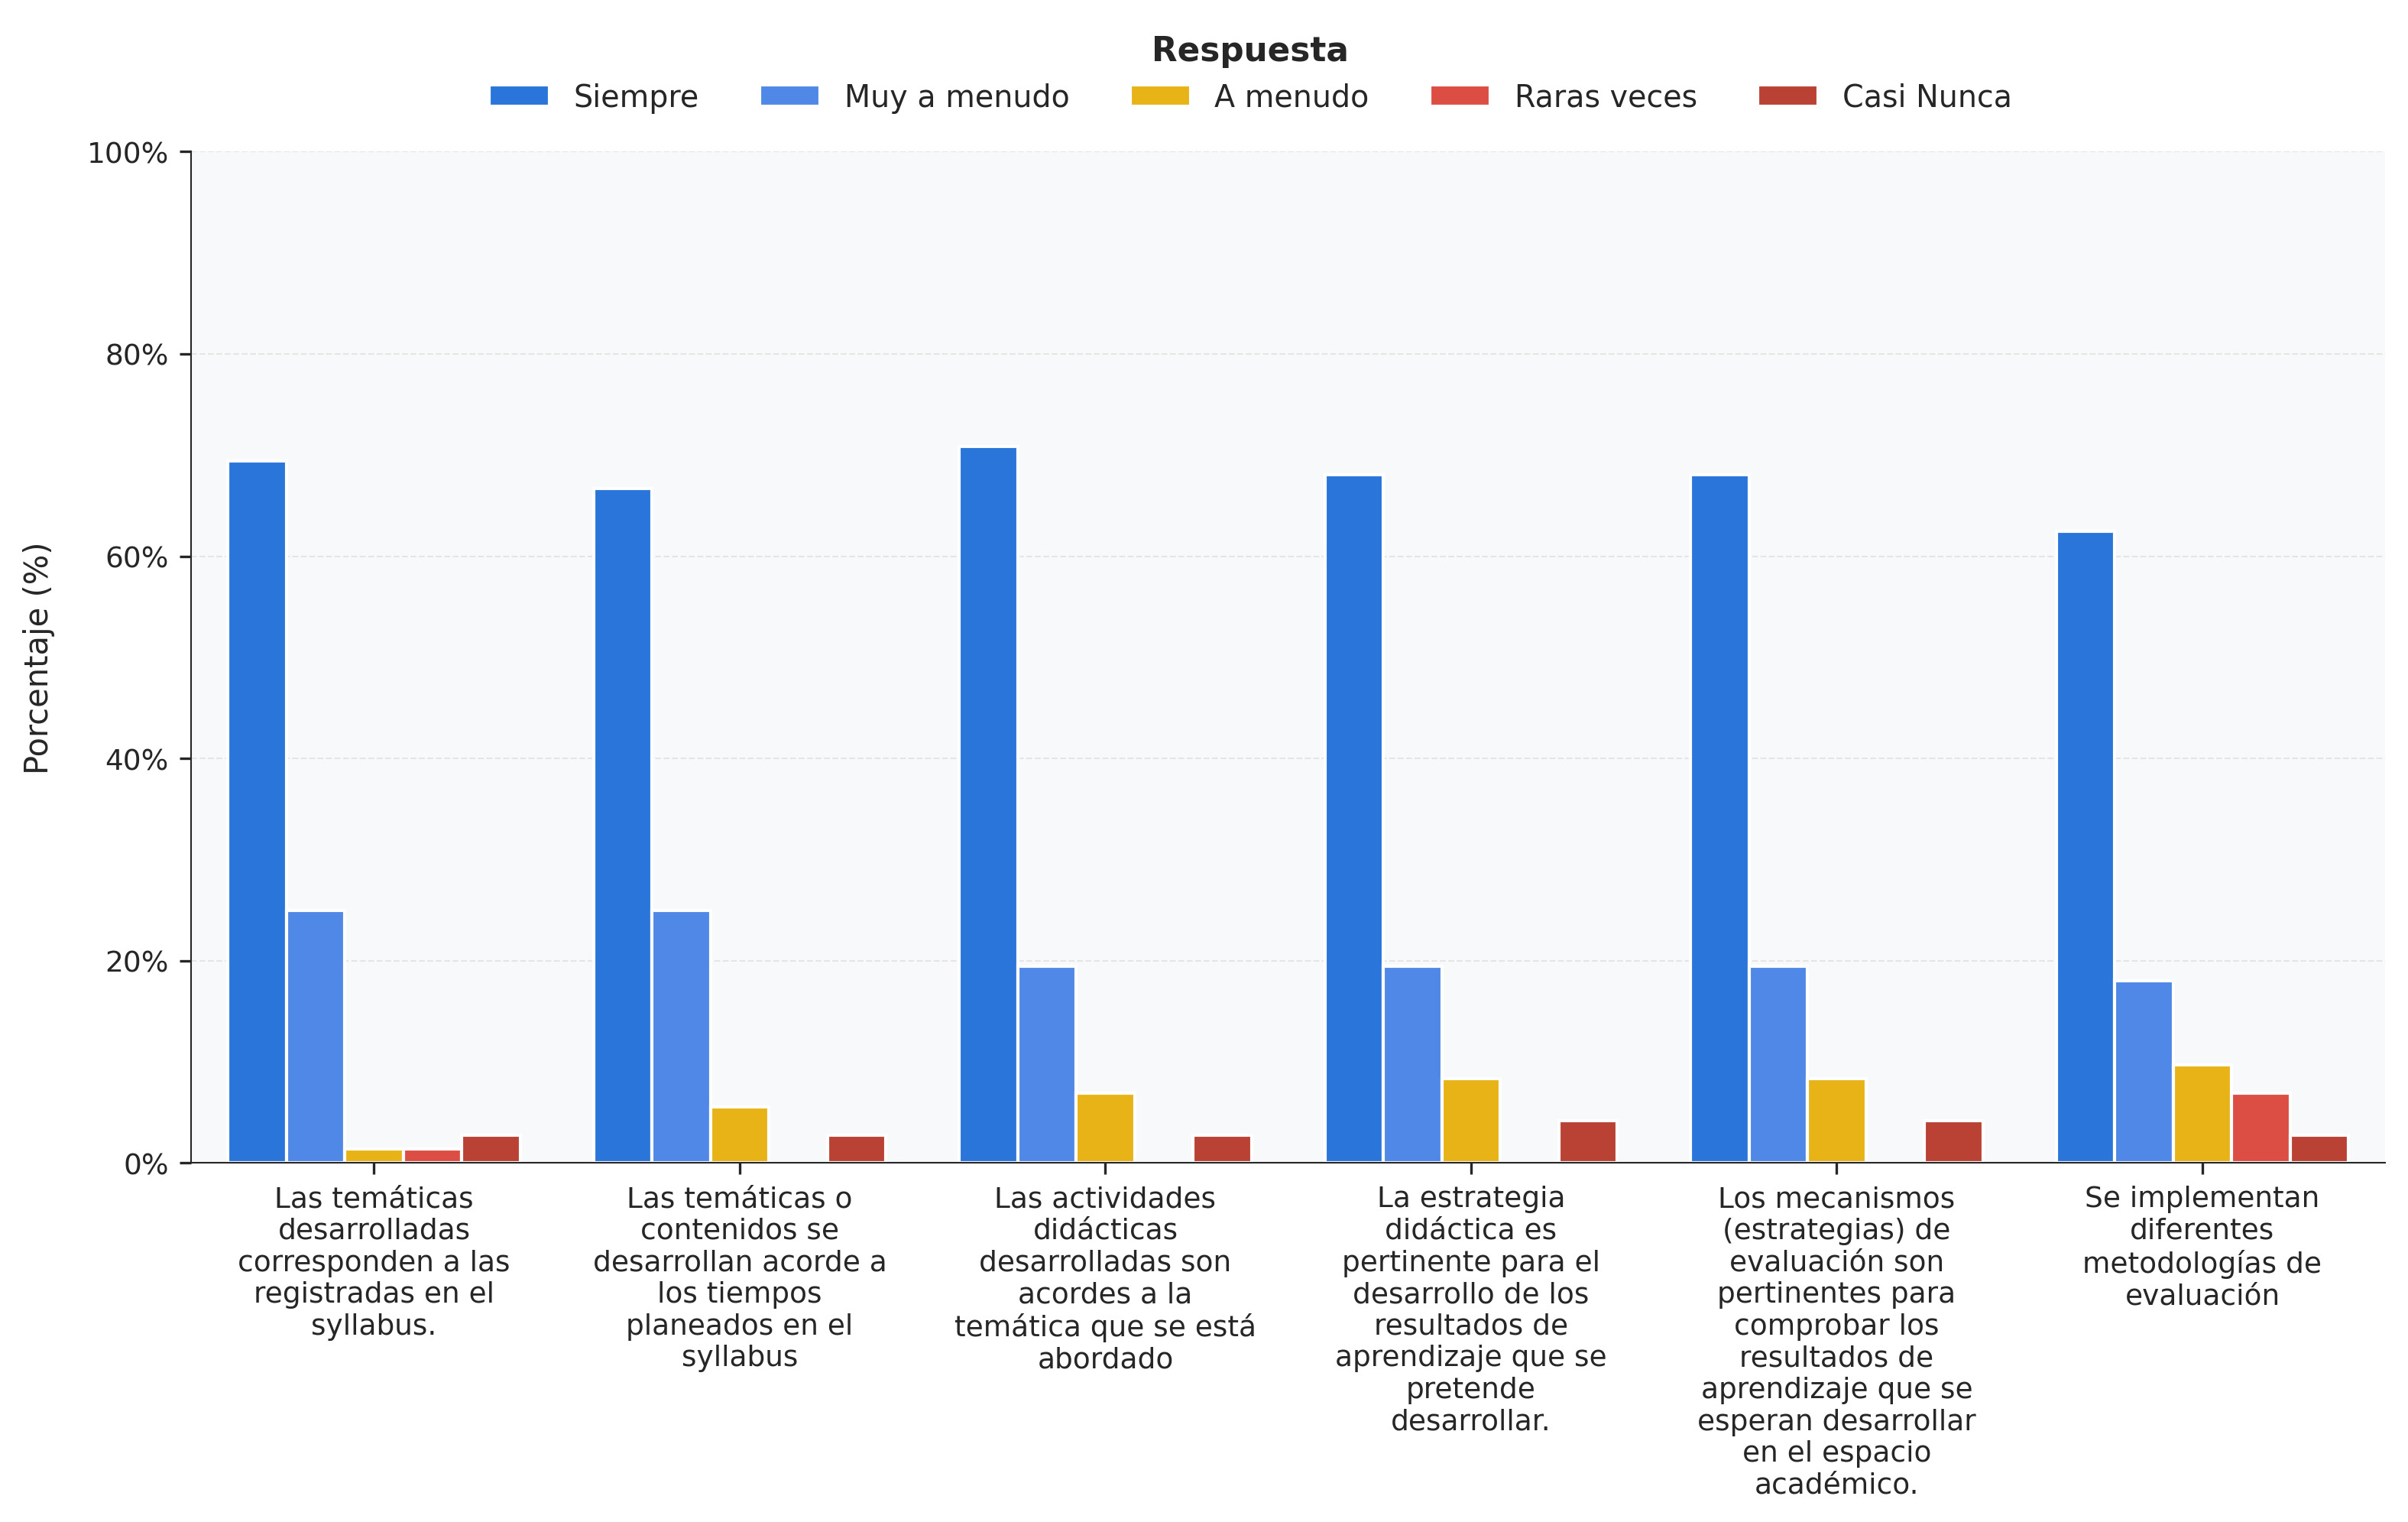 Respuesta
Siempre
Muy a menudo
A menudo
Raras veces
Casi Nunca
Porcentaje (%)
100%
80%
60%
40%
20%
0%
Las temáticas
desarrolladas
corresponden a las
registradas en el
syllabus.
Las temáticas o
contenidos se
desarrollan acorde a
los tiempos
planeados en el
syllabus
Las actividades
didácticas
desarrolladas son
acordes a la
temática que se está
abordado
La estrategia
didáctica es
pertinente para el
desarrollo de los
resultados de
aprendizaje que se
pretende
desarrollar.
Los mecanismos
(estrategias) de
evaluación son
pertinentes para
comprobar los
resultados de
aprendizaje que se
esperan desarrollar
en el espacio
académico.
Se implementan
diferentes
metodologías de
evaluación